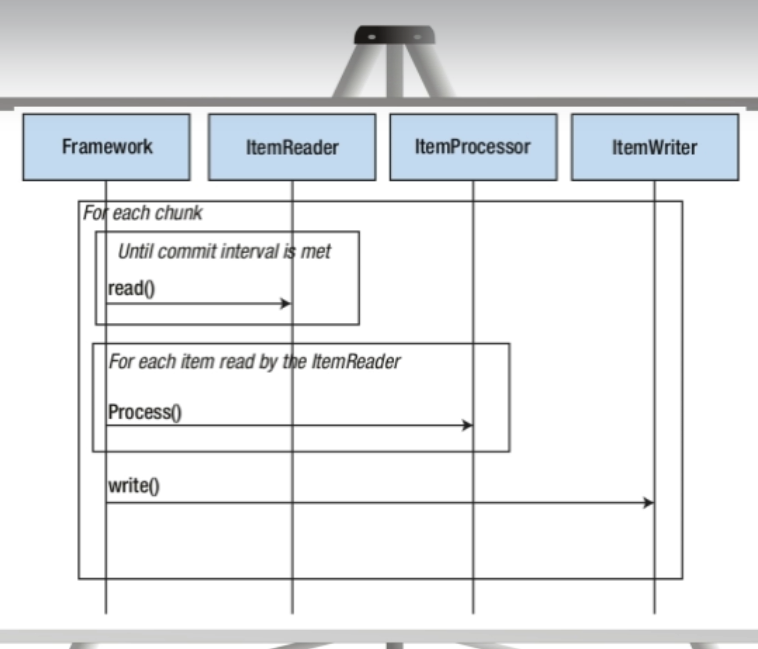 Framework
ItemReader
ItemProcessor
ItemWriter
For each chunk
Until commit interval is met
read()
For each item read by the ItemReader
Process()
write()